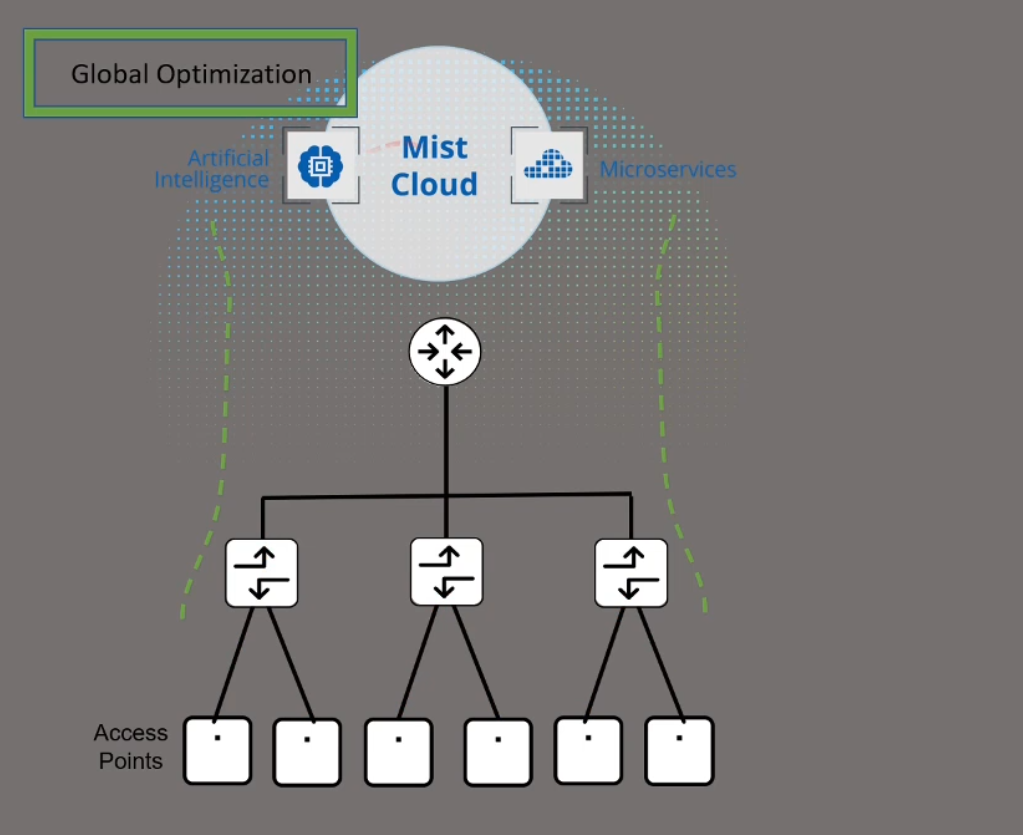 Global Optimization
Mist
Cloud
Artificial
Intelligence
Microservices
Access
Points